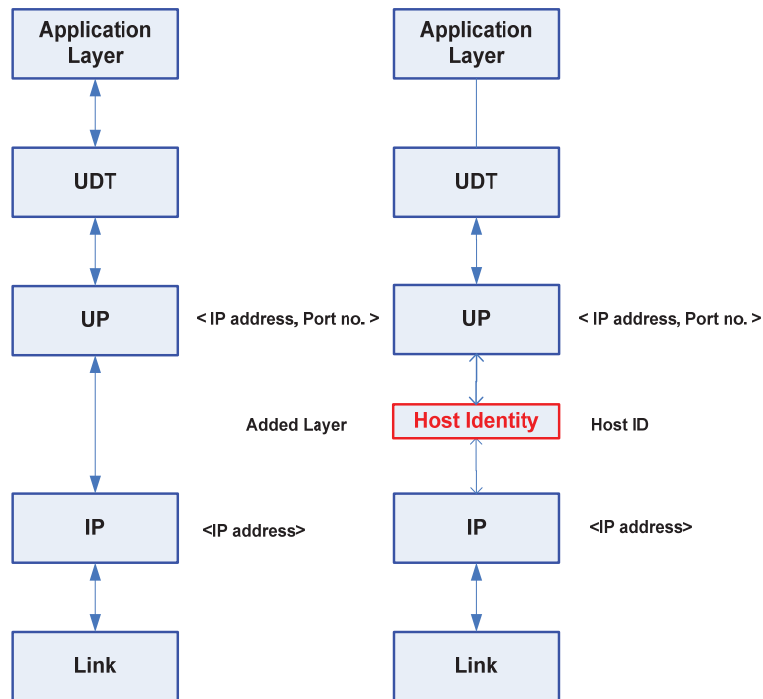 Application
Layer
UDT
UP
< IP address, Port no. >
IP
<IP address>
Link
Application
Layer
UDT
UP
< IP address, Port no. >
Added Layer
Host Identity
Host ID
IP
<IP address>
Link